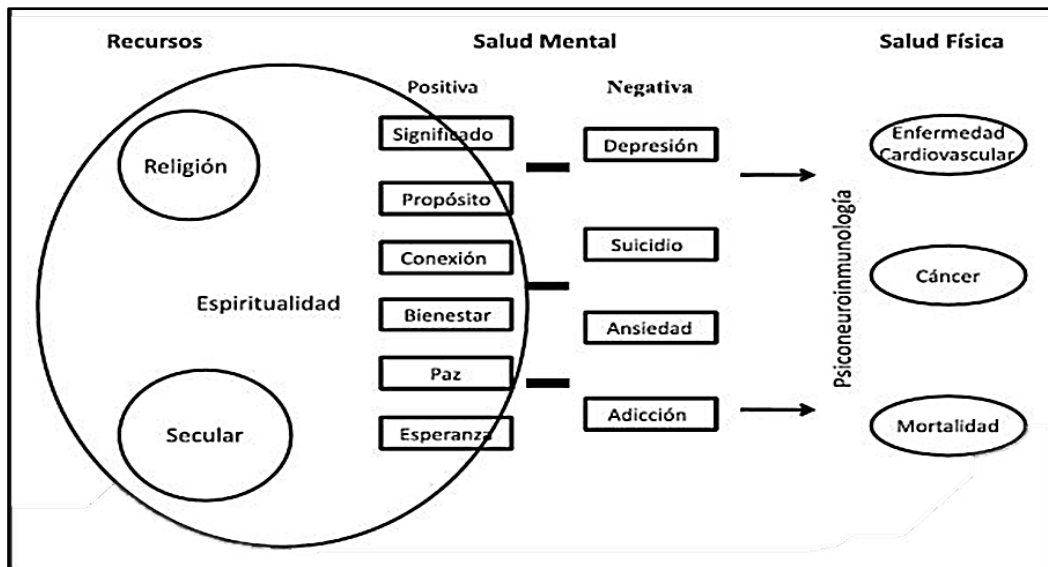 Recursos
Salud Mental
Salud Física
Positiva
Negativa
Religión
Espiritualidad
Secular
Significado
Propósito
Conexión
Bienestar
Paz
Esperanza
Depresión
Suicidio
Ansiedad
Adicción
Psiconeuroinmunología
Enfermedad
Cardiovascular
Cáncer
Mortalidad